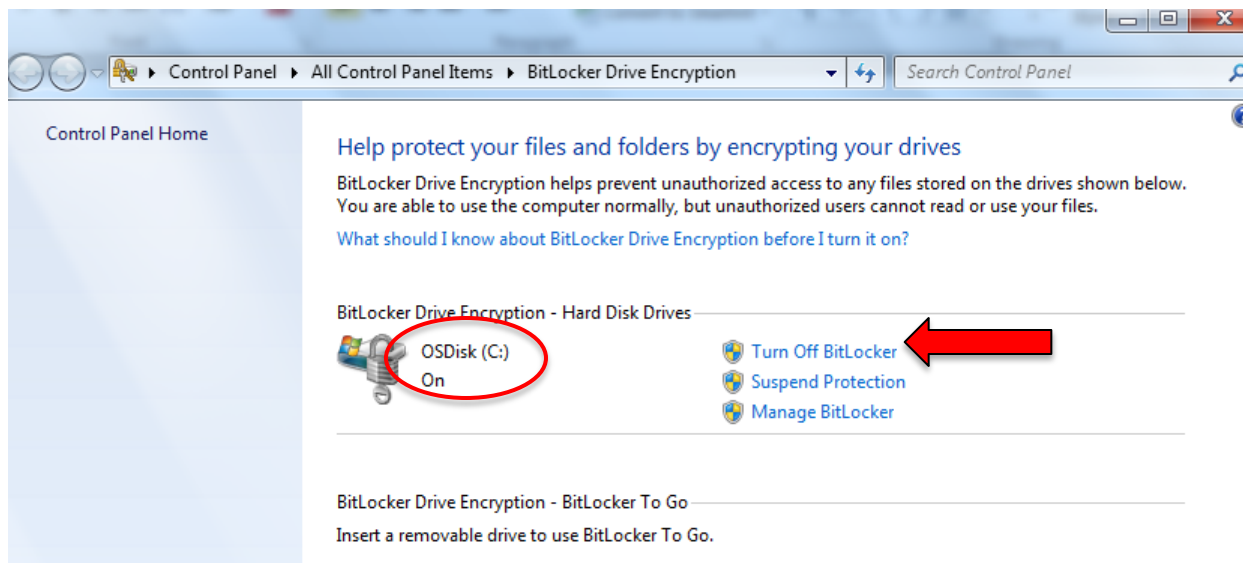 Control Panel All Control Panel Items BitLocker Drive Encryption Search Control Panel
Control Panel Home
Help protect your files and folders by encrypting your drives
BitLocker Drive Encryption helps prevent unauthorized access to any files stored on the drives shown below.
You are able to use the computer normally, but unauthorized users cannot read or use your files.
What should I know about BitLocker Drive Encryption before I turn it on?
BitLocker Drive Encryption - Hard Disk Drives
OSDisk (C:)
On
Turn Off BitLocker
Suspend Protection
Manage BitLocker
BitLocker Drive Encryption - BitLocker To Go
Insert a removable drive to use BitLocker To Go.